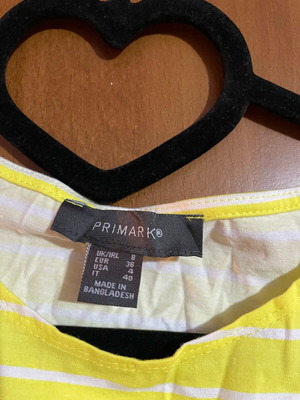 PRIMARK®
UK/IRL 8
EUR 36
USA 4
IT 40
MADE IN
BANGLADESH